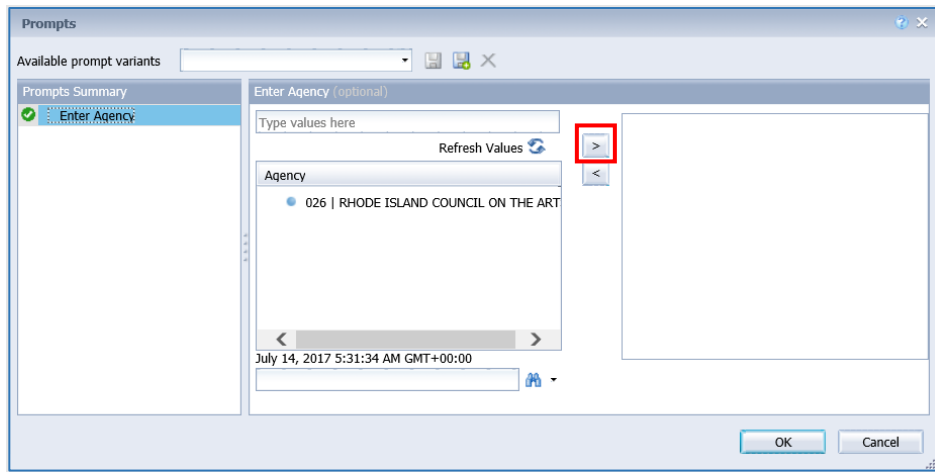 Prompts
Available prompt variants
Prompts Summary
Enter Agency
Enter Agency (optional)
Type values here
Refresh Values
>
<
Agency
026 | RHODE ISLAND COUNCIL ON THE ART
July 14, 2017 5:31:34 AM GMT+00:00
OK Cancel